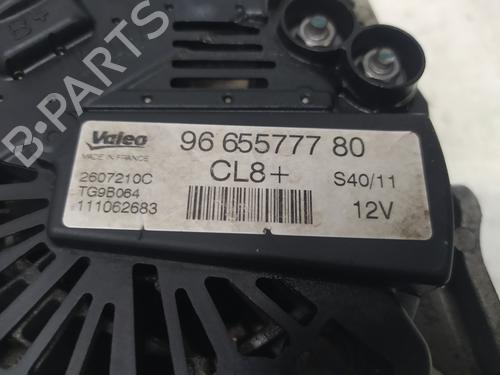 B+
B-PARTS
Valeo
MADE IN FRANCE
96 655777 80
2607210C
CL8+
S40/11
TG9B064
111062683
12V